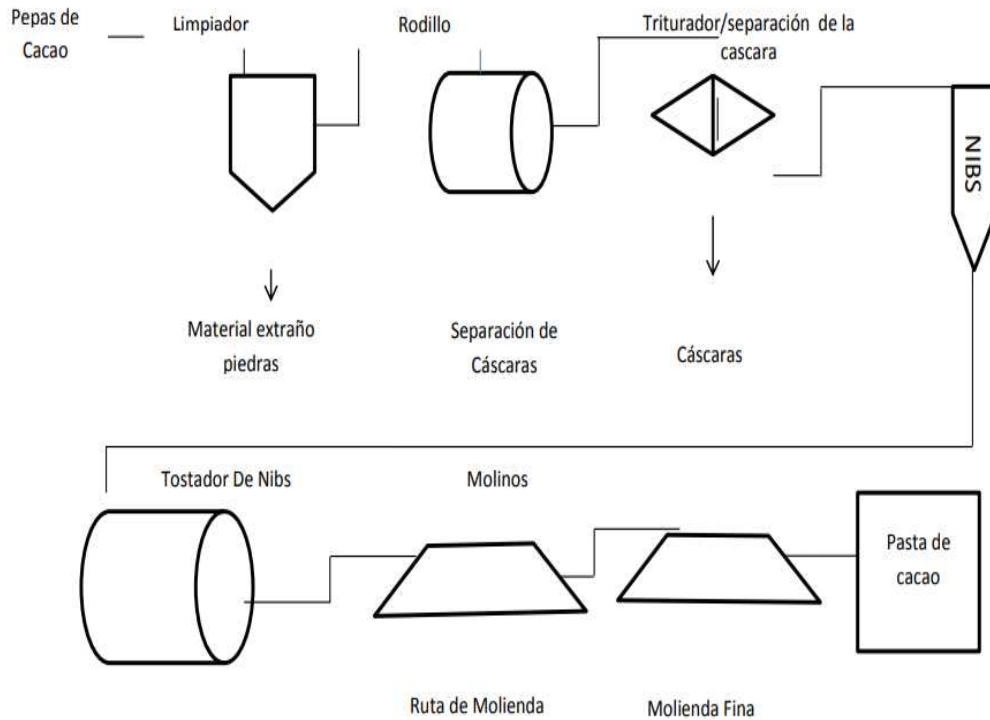 Pepas de
Cacao
Limpiador
Rodillo
Triturador/separación de la
cascara
NIBS
Material extraño
piedras
Separación de
Cáscaras
Cáscaras
Tostador De Nibs
Molinos
Pasta de
cacao
Ruta de Molienda
Molienda Fina